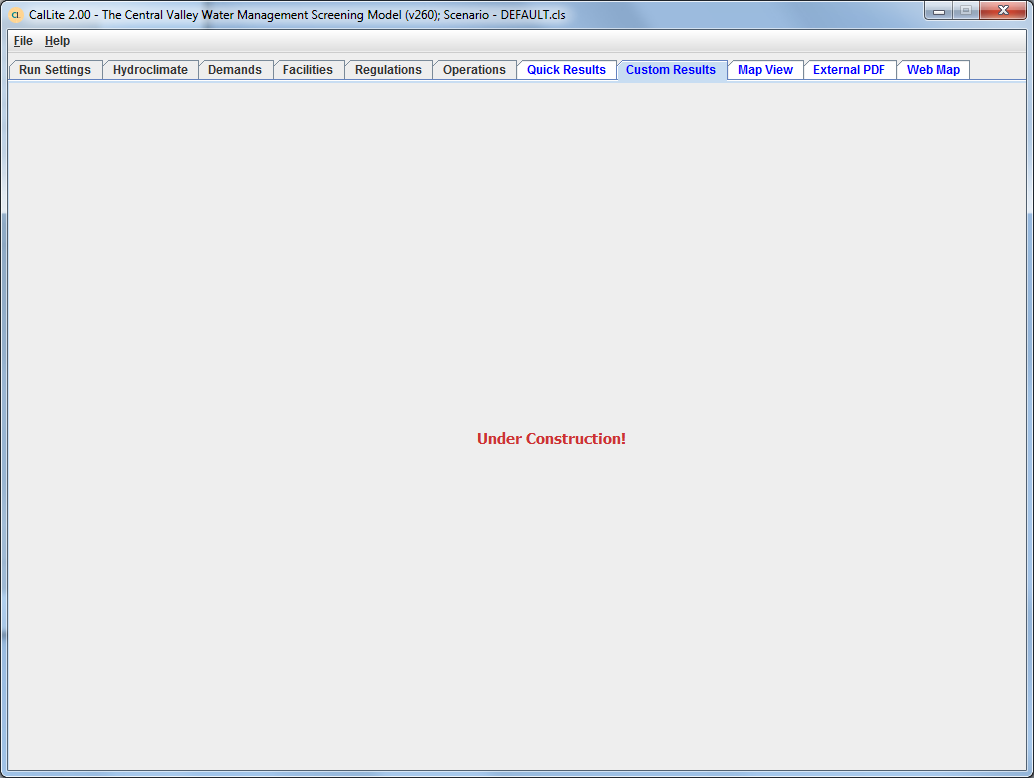 CL CalLite 2.00 - The Central Valley Water Management Screening Model (v260); Scenario - DEFAULT.cls
File Help
Run Settings Hydroclimate Demands Facilities Regulations Operations Quick Results Custom Results Map View External PDF Web Map
Under Construction!